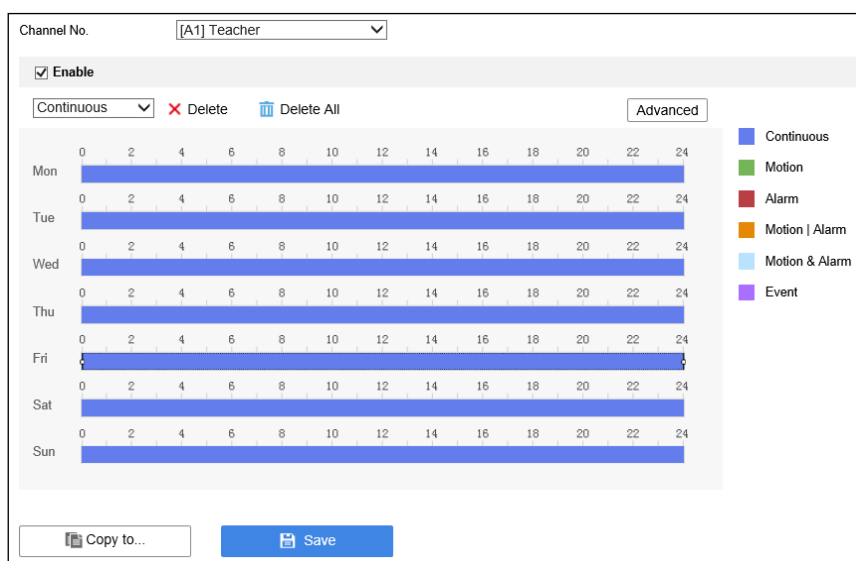 Channel No. [A1] Teacher
Enable
Continuous Delete Delete All Advanced
0 2 4 6 8 10 12 14 16 18 20 22 24
Mon
0 2 4 6 8 10 12 14 16 18 20 22 24
Tue
0 2 4 6 8 10 12 14 16 18 20 22 24
Wed
0 2 4 6 8 10 12 14 16 18 20 22 24
Thu
0 2 4 6 8 10 12 14 16 18 20 22 24
Fri
0 2 4 6 8 10 12 14 16 18 20 22 24
Sat
0 2 4 6 8 10 12 14 16 18 20 22 24
Sun
Continuous
Motion
Alarm
Motion | Alarm
Motion & Alarm
Event
Copy to... Save